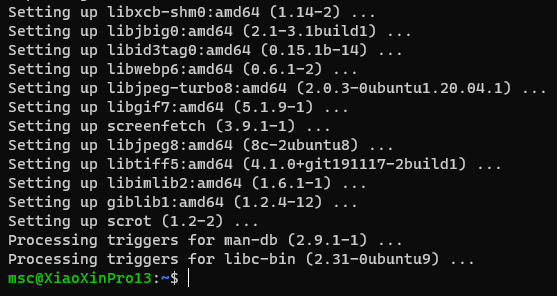 Setting up libxcb-shm0:amd64 (1.14-2) ...
Setting up libjbig0:amd64 (2.1-3.1build1) ...
Setting up libid3tag0:amd64 (0.15.1b-14) ...
Setting up libwebp6:amd64 (0.6.1-2) ...
Setting up libjpeg-turbo8:amd64 (2.0.3-0ubuntu1.20.04.1) ...
Setting up libgif7:amd64 (5.1.9-1) ...
Setting up screenfetch (3.9.1-1) ...
Setting up libjpeg8:amd64 (8c-2ubuntu8) ...
Setting up libtiff5:amd64 (4.1.0+git191117-2build1) ...
Setting up libimlib2:amd64 (1.6.1-1) ...
Setting up giblib1:amd64 (1.2.4-12) ...
Setting up scrot (1.2-2) ...
Processing triggers for man-db (2.9.1-1) ...
Processing triggers for libc-bin (2.31-0ubuntu9) ...
msc@XiaoXinPro13:~$